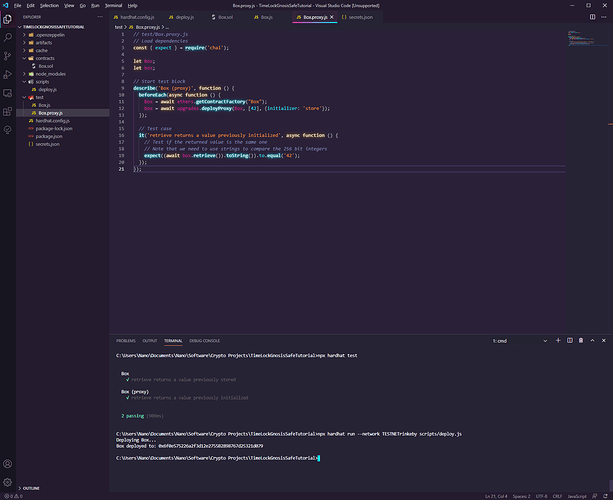 File Edit Selection View Go Run Terminal Help
Box.proxy.js - TimeLockGnosisSafeTutorial - Visual Studio Code [Unsupported]
EXPLORER
hardhat.config.js
deploy.js
Box.sol
Box.js
Box.proxy.js
secrets.json
test > Box.proxy.js > ...
TIMELOCKGNOSISSAFETUTORIAL
.openzeppelin
artifacts
cache
contracts
Box.sol
node_modules
scripts
deploy.js
test
Box.js
Box.proxy.js
hardhat.config.js
package-lock.json
package.json
secrets.json
OUTLINE
1 // test/Box.proxy.js
2 // Load dependencies
3 const { expect } = require('chai');
4
5 let Box;
6 let box;
7
8 // Start test block
9 describe('Box (proxy)', function () {
10 beforeEach(async function () {
11 Box = await ethers.getContractFactory("Box");
12 box = await upgrades.deployProxy(Box, [42], {initializer: 'store'});
13 });
14
15 // Test case
16 it('retrieve returns a value previously initialized', async function () {
17 // Test if the returned value is the same one
18 // Note that we need to use strings to compare the 256 bit integers
19 expect((await box.retrieve()).toString()).to.equal('42');
20 });
21 });
PROBLEMS OUTPUT TERMINAL DEBUG CONSOLE
1: cmd
C:\Users\Nano\Documents\Nano\Software\Crypto Projects\TimeLockGnosisSafeTutorial>npx hardhat test
Box
√ retrieve returns a value previously stored
Box (proxy)
√ retrieve returns a value previously initialized
2 passing
C:\Users\Nano\Documents\Nano\Software\Crypto Projects\TimeLockGnosisSafeTutorial>npx hardhat run --network TESTNETrinkeby scripts/deploy.js
Deploying Box...
Box deployed to:
C:\Users\Nano\Documents\Nano\Software\Crypto Projects\TimeLockGnosisSafeTutorial>
0 0
Ln 21, Col 4 Spaces: 2 UTF-8 CRLF JavaScript